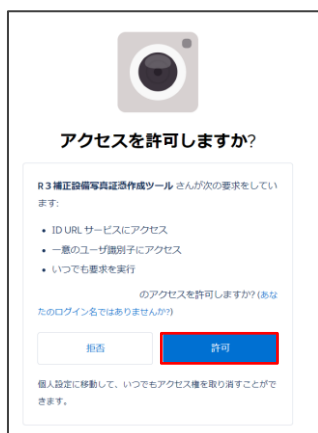 アクセスを許可しますか?
R3補正設備写真証憑作成ツール さんが次の要求をしてい
ます:
• ID URL サービスにアクセス
• 一意のユーザ識別子にアクセス
• いつでも要求を実行
のアクセスを許可しますか? (あな
たのログイン名ではありませんか?)
拒否
許可
個人設定に移動して、いつでもアクセス権を取り消すことがで
きます。